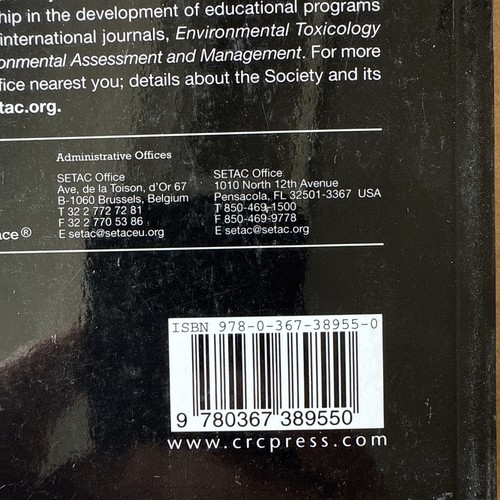 hip in the development of educational programs
international journals, Environmental Toxicology
onmental Assessment and Management. For more
fice nearest you; details about the Society and its
tac.org.
Administrative Offices
SETAC Office
Ave, de la Toison, d'Or 67
B-1060 Brussels, Belgium
T 32 2 772 72 81
F 32 2 770 53 86
E setac@setaceu.org
SETAC Office
1010 North 12th Avenue
Pensacola, FL 32501-3367 USA
T 850-469-1500
F 850-469-9778
E setac@setac.org
nce®
ISBN 978-0-367-38955-0
9 780367 389550
www.crcpress.com